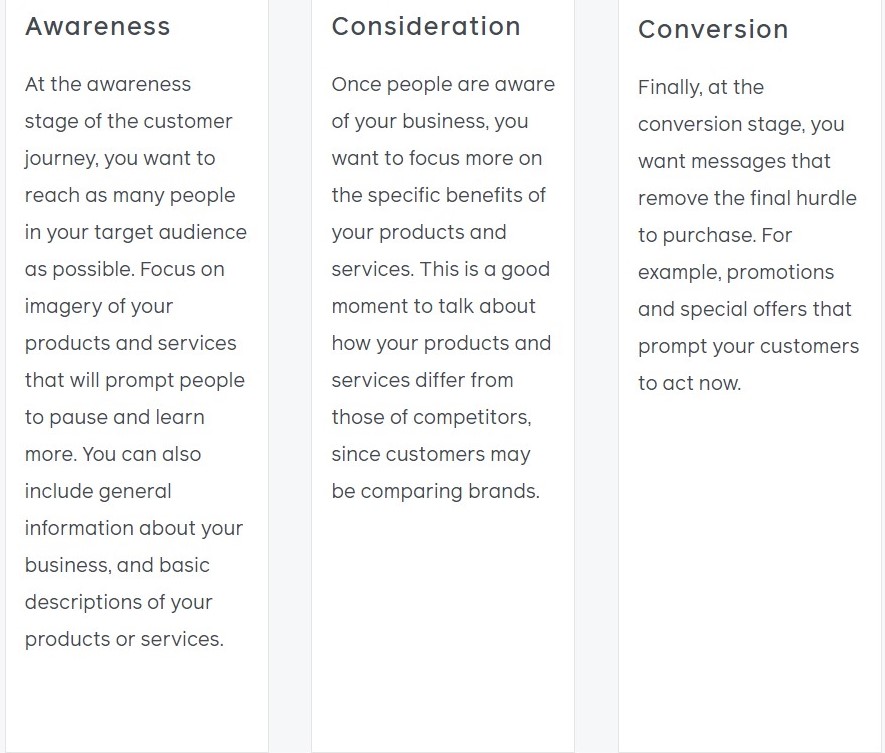 Awareness
At the awareness
stage of the customer
journey, you want to
reach as many people
in your target audience
as possible. Focus on
imagery of your
products and services
that will prompt people
to pause and learn
more. You can also
include general
information about your
business, and basic
descriptions of your
products or services.
Consideration
Once people are aware
of your business, you
want to focus more on
the specific benefits of
your products and
services. This is a good
moment to talk about
how your products and
services differ from
those of competitors,
since customers may
be comparing brands.
Conversion
Finally, at the
conversion stage, you
want messages that
remove the final hurdle
to purchase. For
example, promotions
and special offers that
prompt your customers
to act now.